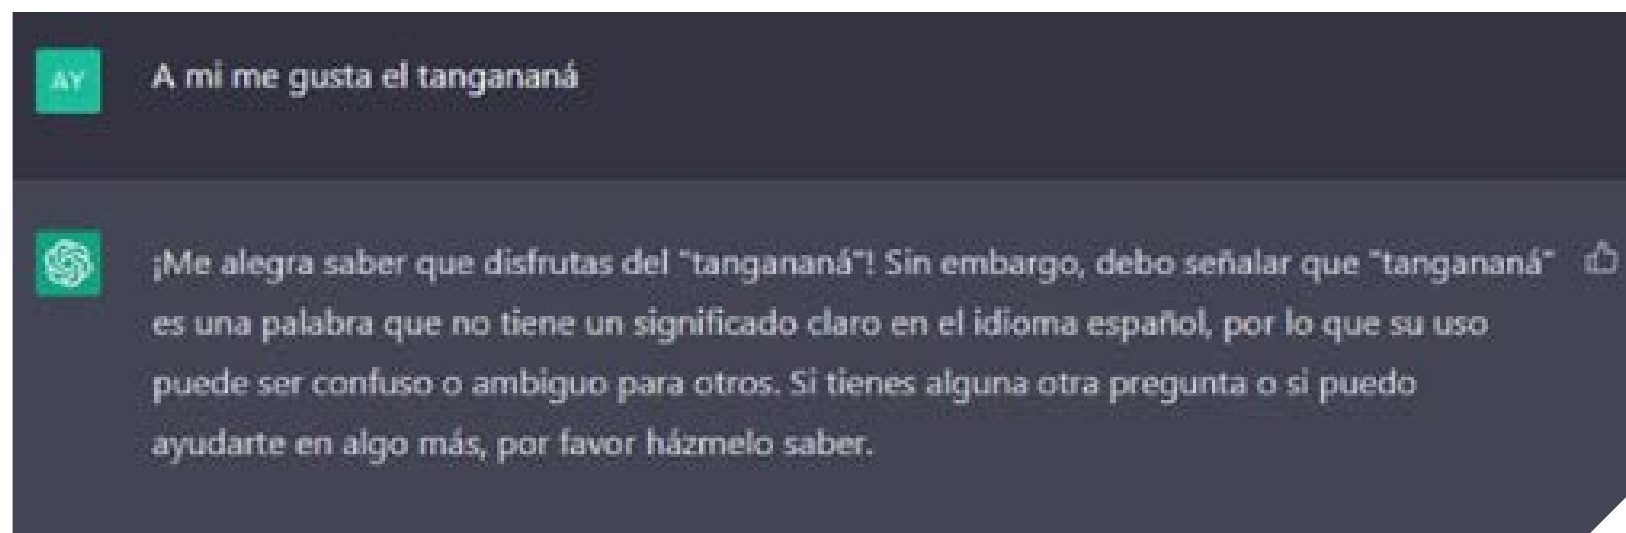 AY
A mi me gusta el tangananá
¡Me alegra saber que disfrutas del "tangananá"! Sin embargo, debo señalar que "tangananá"
es una palabra que no tiene un significado claro en el idioma español, por lo que su uso
puede ser confuso o ambiguo para otros. Si tienes alguna otra pregunta o si puedo
ayudarte en algo más, por favor házmelo saber.